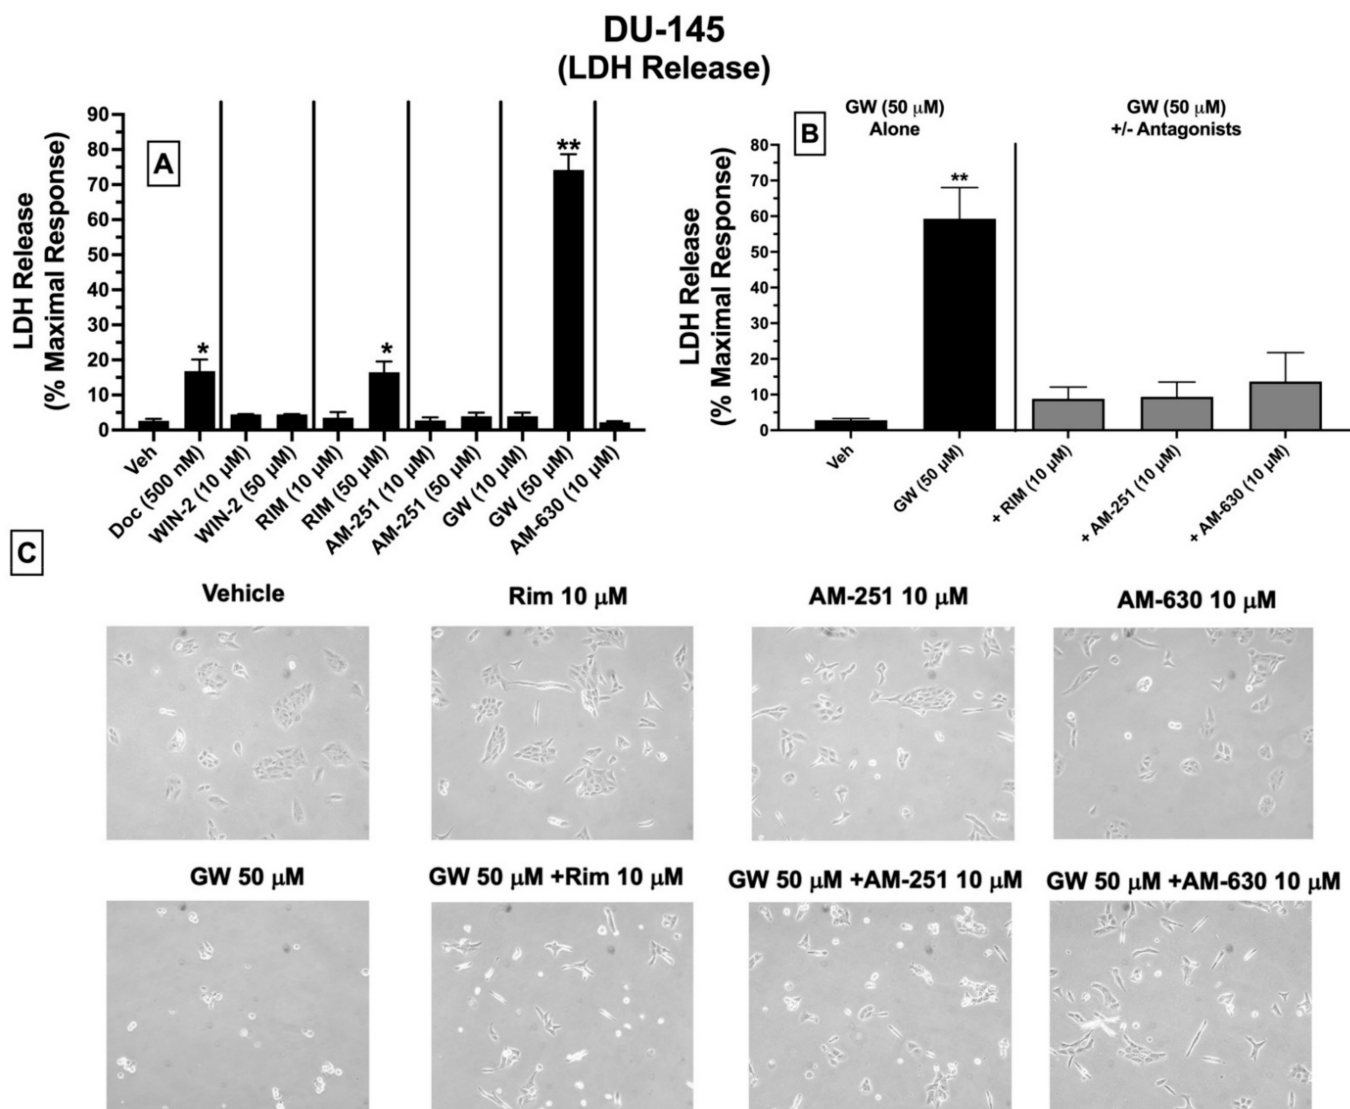 DU-145
(LDH Release)
A
LDH Release
(% Maximal Response)
90
80
70
60
50
40
30
20
10
0
*
*
**
Veh
Doc (500 nM)
WIN-2 (10 µM)
WIN-2 (50 µM)
RIM (10 µM)
RIM (50 µM)
AM-251 (10 µM)
AM-251 (50 µM)
GW (10 µM)
GW (50 µM)
AM-630 (10 µM)
B
GW (50 µM)
Alone
GW (50 µM)
+/- Antagonists
LDH Release
(% Maximal Response)
80
70
60
50
40
30
20
10
0
**
Veh
GW (50 µM)
+ RIM (10 µM)
+ AM-251 (10 µM)
+ AM-630 (10 µM)
C
Vehicle
Rim 10 µM
AM-251 10 µM
AM-630 10 µM
GW 50 µM
GW 50 µM +Rim 10 µM
GW 50 µM +AM-251 10 µM
GW 50 µM +AM-630 10 µM